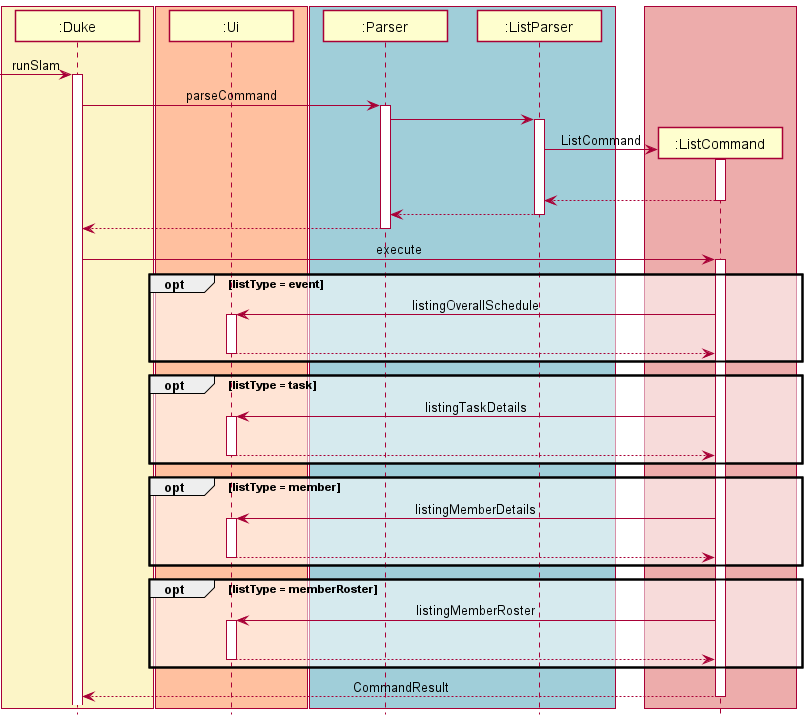 :Duke
:Ui
:Parser
:ListParser
runSlam
parseCommand
ListCommand
:ListCommand
execute
opt
[listType = event]
listingOverallSchedule
opt
[listType = task]
listingTaskDetails
opt
[listType = member]
listingMemberDetails
opt
[listType = memberRoster]
listingMemberRoster
CommandResult